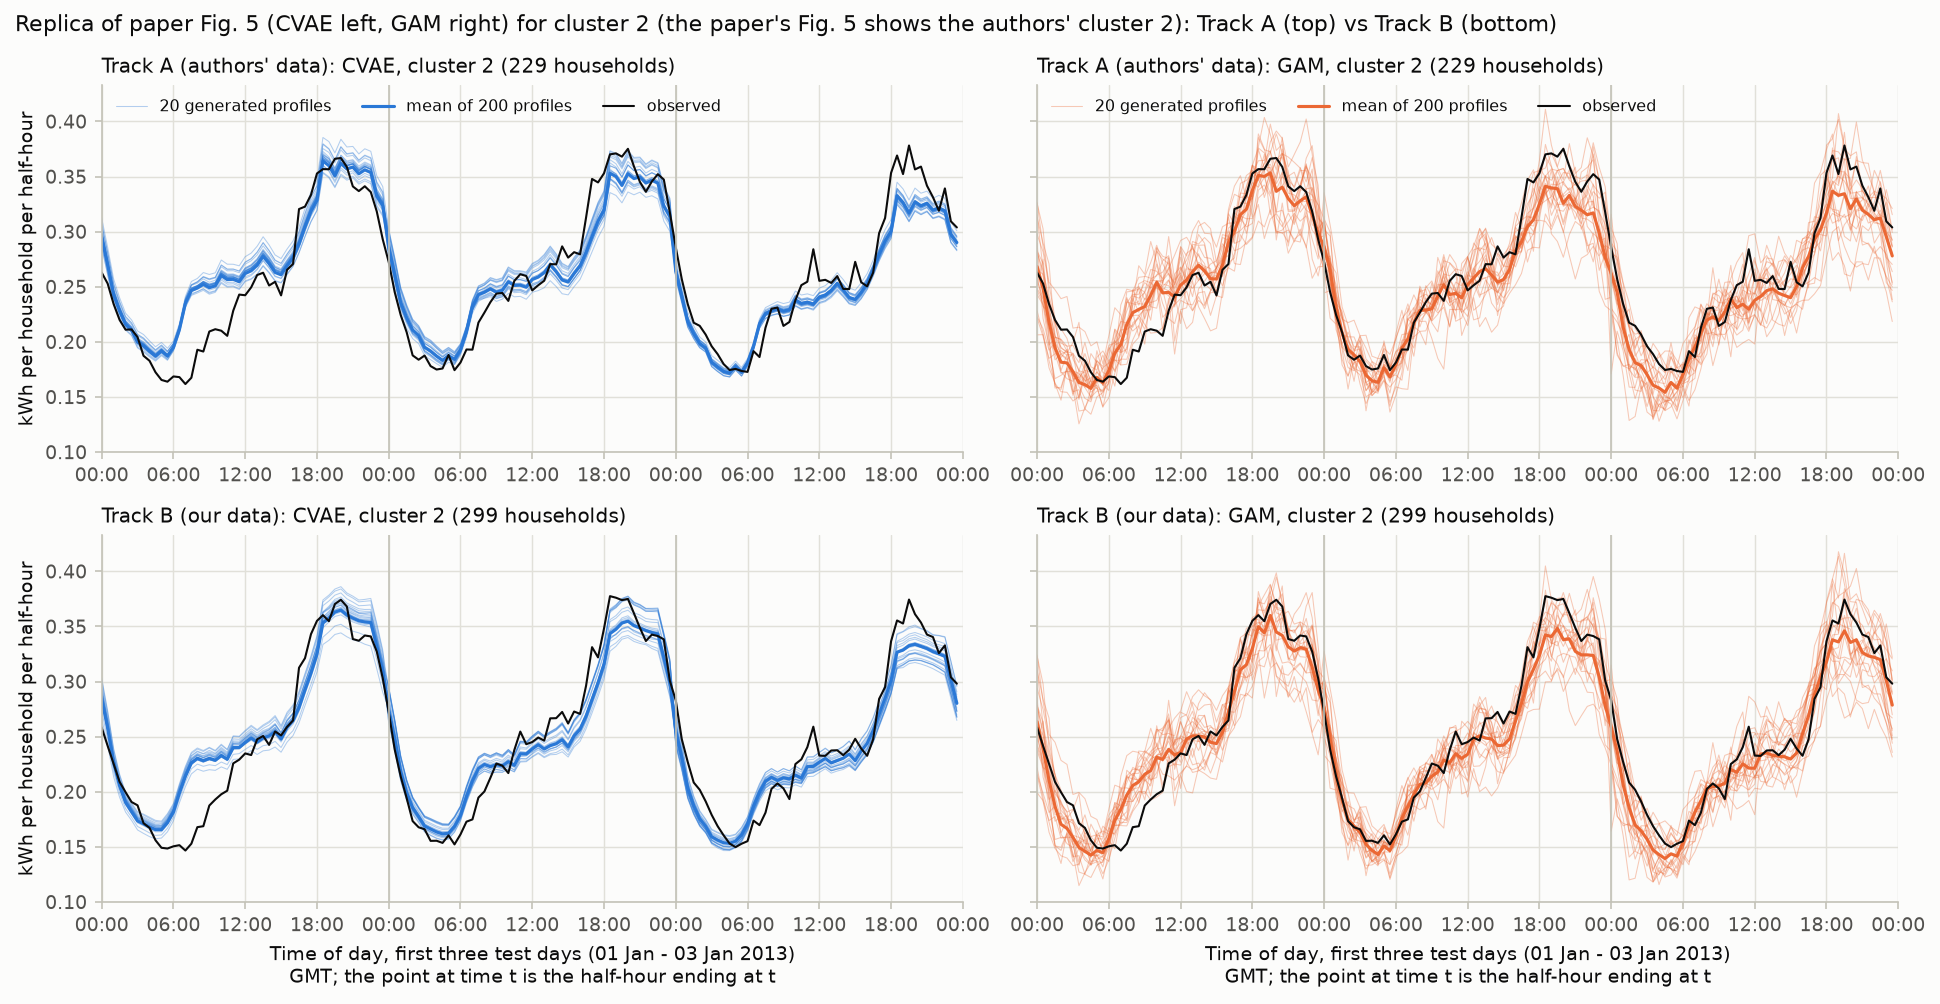 Replica of paper Fig. 5 (CVAE left, GAM right) for cluster 2 (the paper's Fig. 5 shows the authors' cluster 2): Track A (top) vs Track B (bottom)
Track A (authors' data): CVAE, cluster 2 (229 households)
20 generated profiles
mean of 200 profiles
observed
kWh per household per half-hour
0.40
0.35
0.30
0.25
0.20
0.15
0.10
00:00 06:00 12:00 18:00 00:00 06:00 12:00 18:00 00:00 06:00 12:00 18:00 00:00
Track A (authors' data): GAM, cluster 2 (229 households)
20 generated profiles
mean of 200 profiles
observed
00:00 06:00 12:00 18:00 00:00 06:00 12:00 18:00 00:00 06:00 12:00 18:00 00:00
Track B (our data): CVAE, cluster 2 (299 households)
kWh per household per half-hour
0.40
0.35
0.30
0.25
0.20
0.15
0.10
00:00 06:00 12:00 18:00 00:00 06:00 12:00 18:00 00:00 06:00 12:00 18:00 00:00
Time of day, first three test days (01 Jan - 03 Jan 2013)
GMT; the point at time t is the half-hour ending at t
Track B (our data): GAM, cluster 2 (299 households)
00:00 06:00 12:00 18:00 00:00 06:00 12:00 18:00 00:00 06:00 12:00 18:00 00:00
Time of day, first three test days (01 Jan - 03 Jan 2013)
GMT; the point at time t is the half-hour ending at t